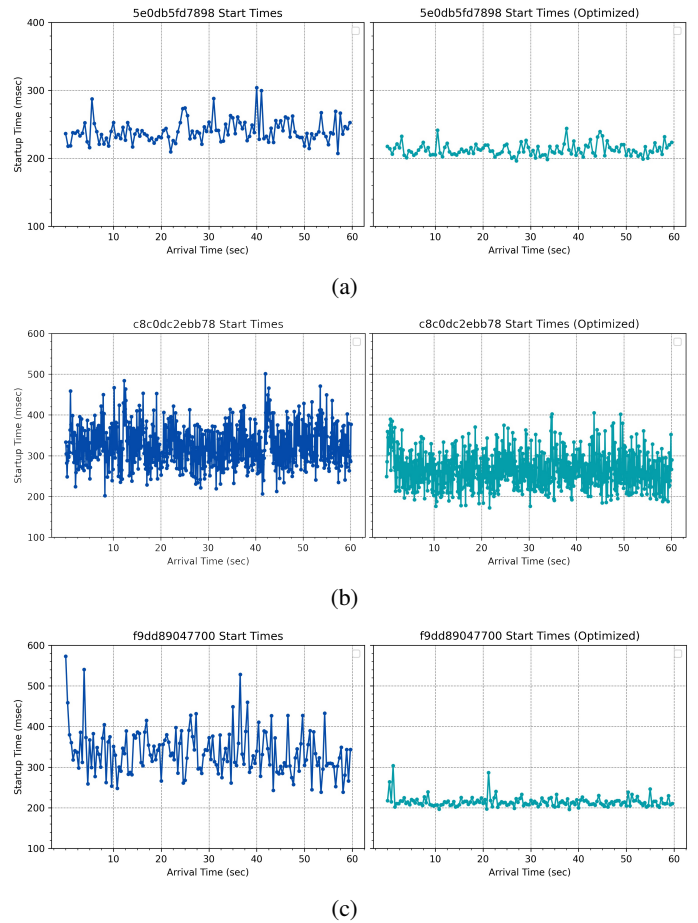 5e0db5fd7898 Start Times
5e0db5fd7898 Start Times (Optimized)
400
300
200
100
Startup Time (msec)
10 20 30 40 50 60
10 20 30 40 50 60
Arrival Time (sec)
Arrival Time (sec)
(a)
c8c0dc2ebb78 Start Times
c8c0dc2ebb78 Start Times (Optimized)
600
500
400
300
200
100
Startup Time (msec)
10 20 30 40 50 60
10 20 30 40 50 60
Arrival Time (sec)
Arrival Time (sec)
(b)
f9dd89047700 Start Times
f9dd89047700 Start Times (Optimized)
600
500
400
300
200
100
Startup Time (msec)
10 20 30 40 50 60
10 20 30 40 50 60
Arrival Time (sec)
Arrival Time (sec)
(c)